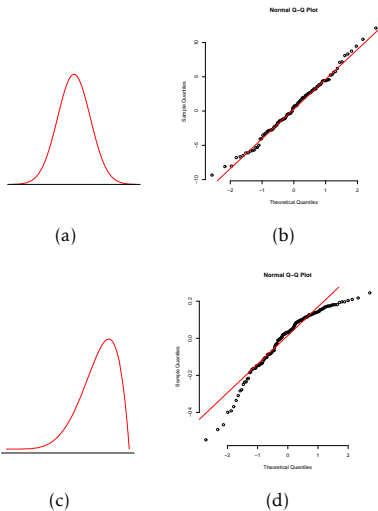 Normal Q–Q Plot
Sample Quantiles
10
5
0
−5
−10
−2
−1
0
1
2
Theoretical Quantiles
(a)
(b)
Normal Q–Q Plot
Sample Quantiles
0.2
0.0
−0.2
−0.4
−2
−1
0
1
2
Theoretical Quantiles
(c)
(d)